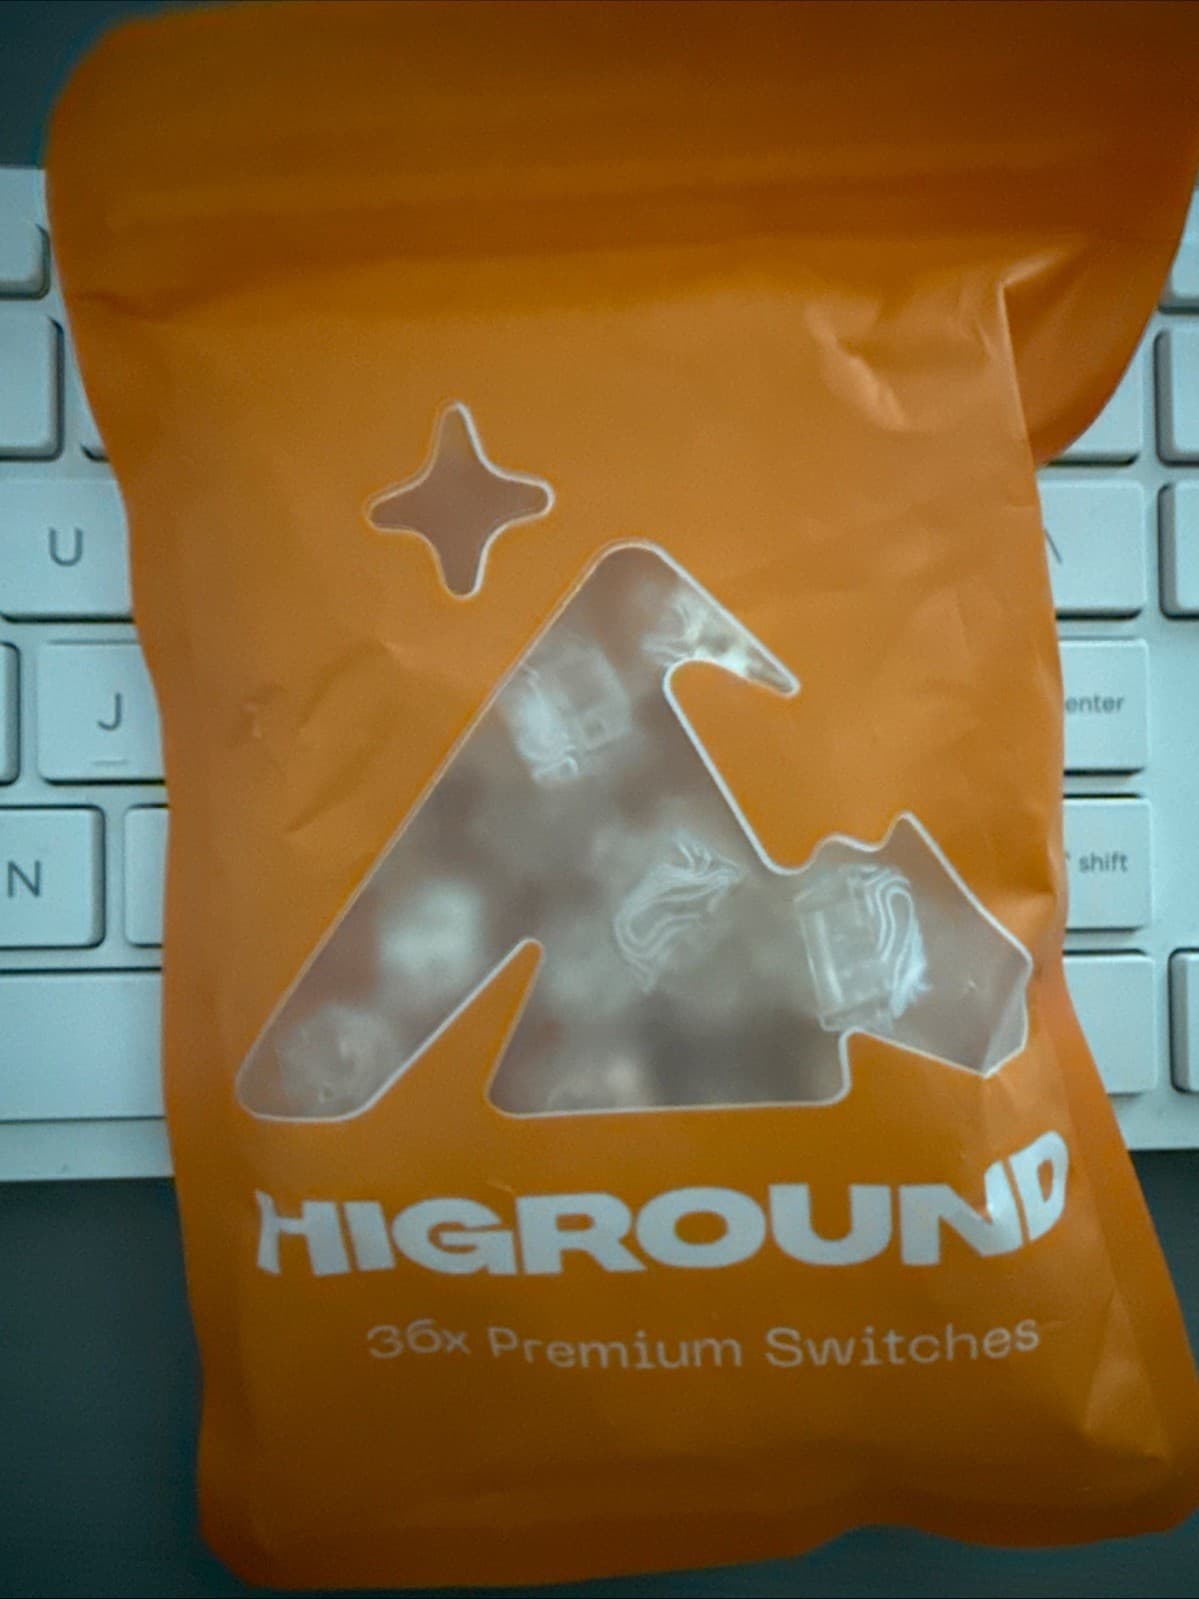 U
\
J
enter
N
shift
HIGROUND
36x Premium Switches